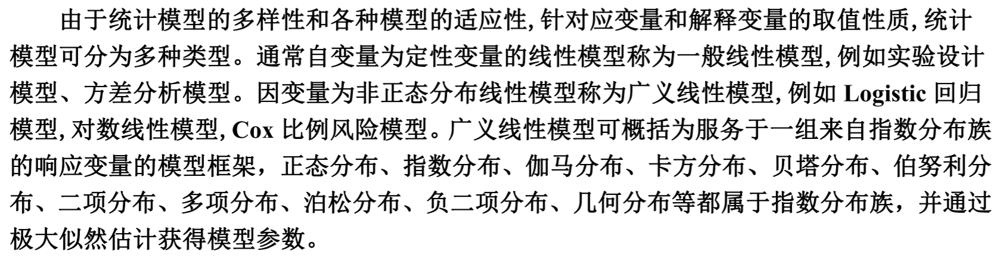 由于统计模型的多样性和各种模型的适应性,针对应变量和解释变量的取值性质,统计
模型可分为多种类型。通常自变量为定性变量的线性模型称为一般线性模型,例如实验设计
模型、方差分析模型。因变量为非正态分布线性模型称为广义线性模型,例如 Logistic 回归
模型,对数线性模型,Cox 比例风险模型。广义线性模型可概括为服务于一组来自指数分布族
的响应变量的模型框架，正态分布、指数分布、伽马分布、卡方分布、贝塔分布、伯努利分
布、二项分布、多项分布、泊松分布、负二项分布、几何分布等都属于指数分布族，并通过
极大似然估计获得模型参数。